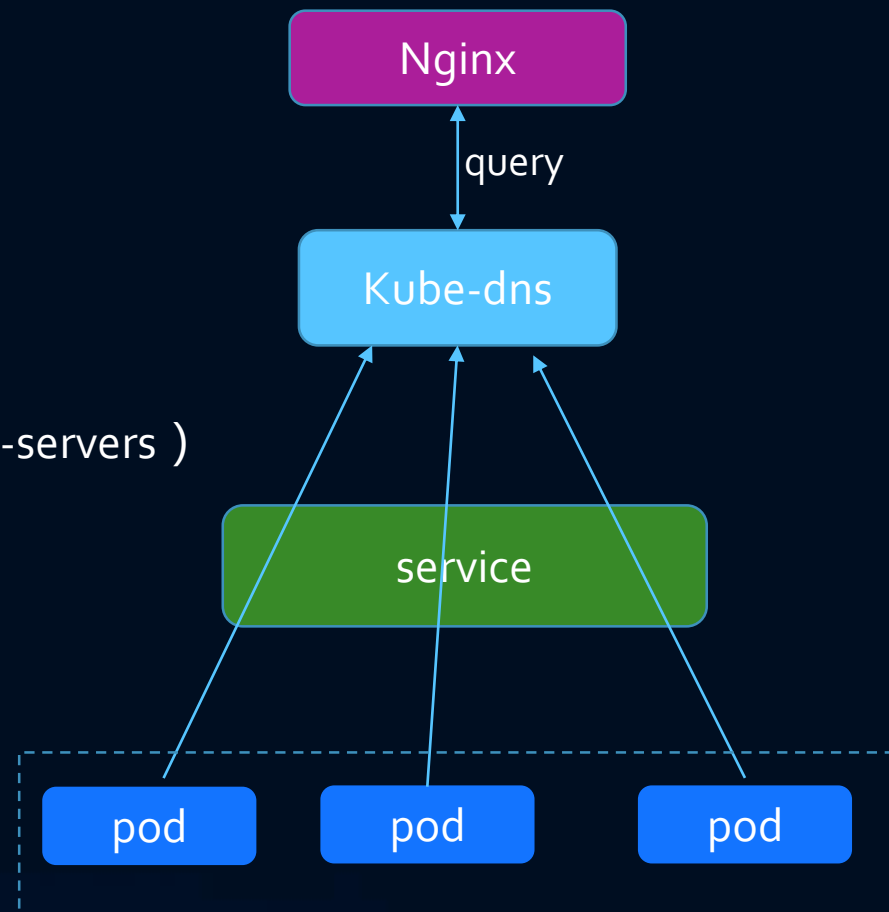 Nginx
query
Kube-dns
-servers )
service
pod
pod
pod